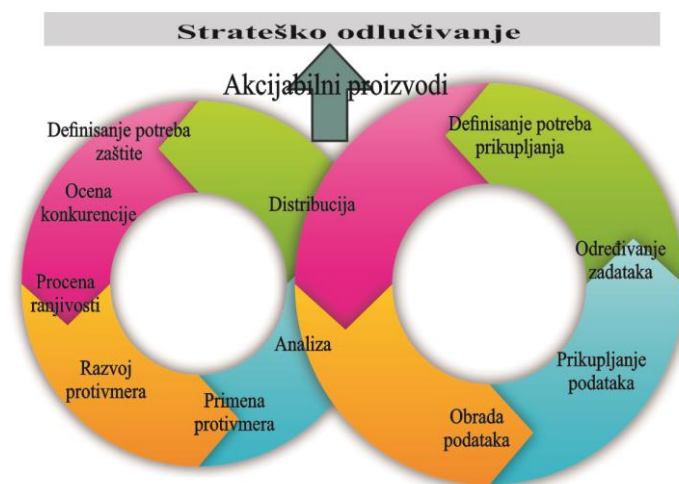 Strateško odlučivanje
Akcijabilni proizvodi
Definisanje potreba
zaštite
Ocena
konkurencije
Procena
ranjivosti
Razvoj
protivmera
Primena
protivmera
Distribucija
Analiza
Definisanje potreba
prikupljanja
Određivanje
zadataka
Prikupljanje
podataka
Obrada
podataka